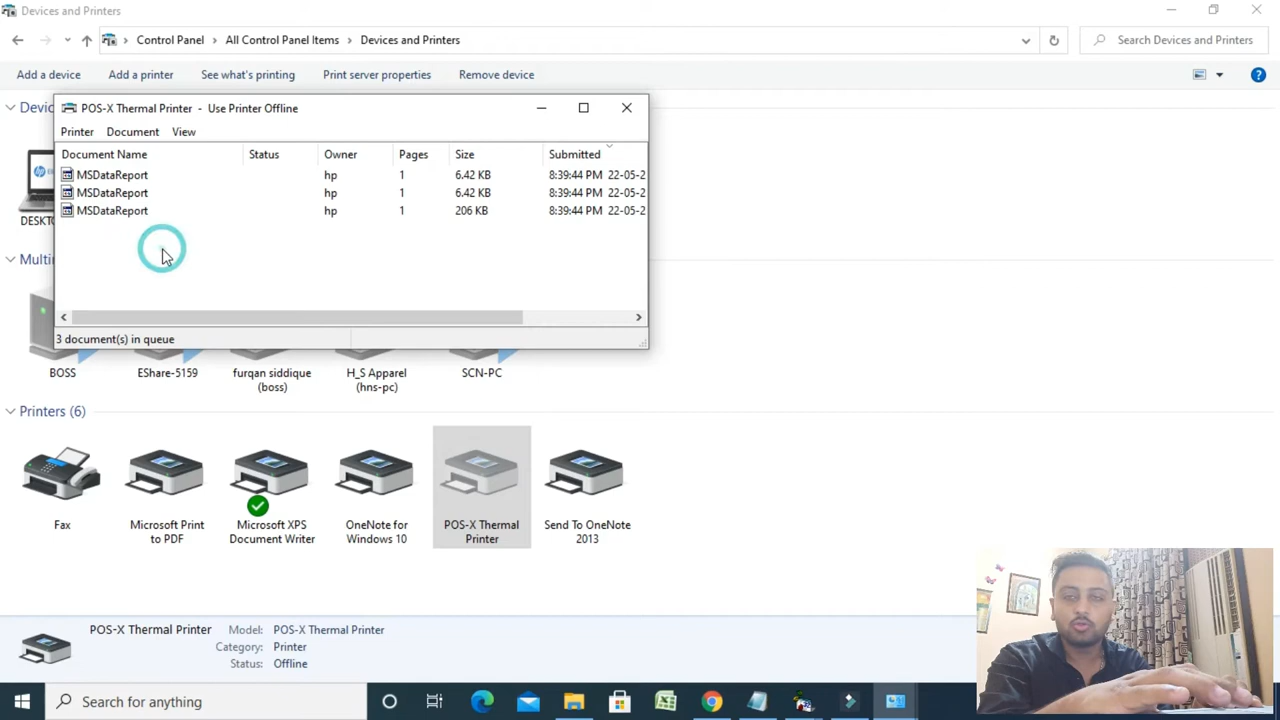 Devices and Printers
Control Panel
All Control Panel Items
Devices and Printers
Search Devices and Printers
Add a device
Add a printer
See what's printing
Print server properties
Remove device
Devic
POS-X Thermal Printer - Use Printer Offline
Printer
Document
View
Document Name
Status
Owner
Pages
Size
Submitted
MSDataReport hp 1 6.42 KB 8:39:44 PM 22-05-2
MSDataReport hp 1 6.42 KB 8:39:44 PM 22-05-2
MSDataReport hp 1 206 KB 8:39:44 PM 22-05-2
3 document(s) in queue
DESKTO
Multim
BOSS
EShare-5159
furqan siddique
(boss)
H_S Apparel
(hns-pc)
SCN-PC
Printers (6)
Fax
Microsoft Print
to PDF
Microsoft XPS
Document Writer
OneNote for
Windows 10
POS-X Thermal
Printer
Send To OneNote
2013
POS-X Thermal Printer
Model: POS-X Thermal Printer
Category: Printer
Status: Offline
Search for anything